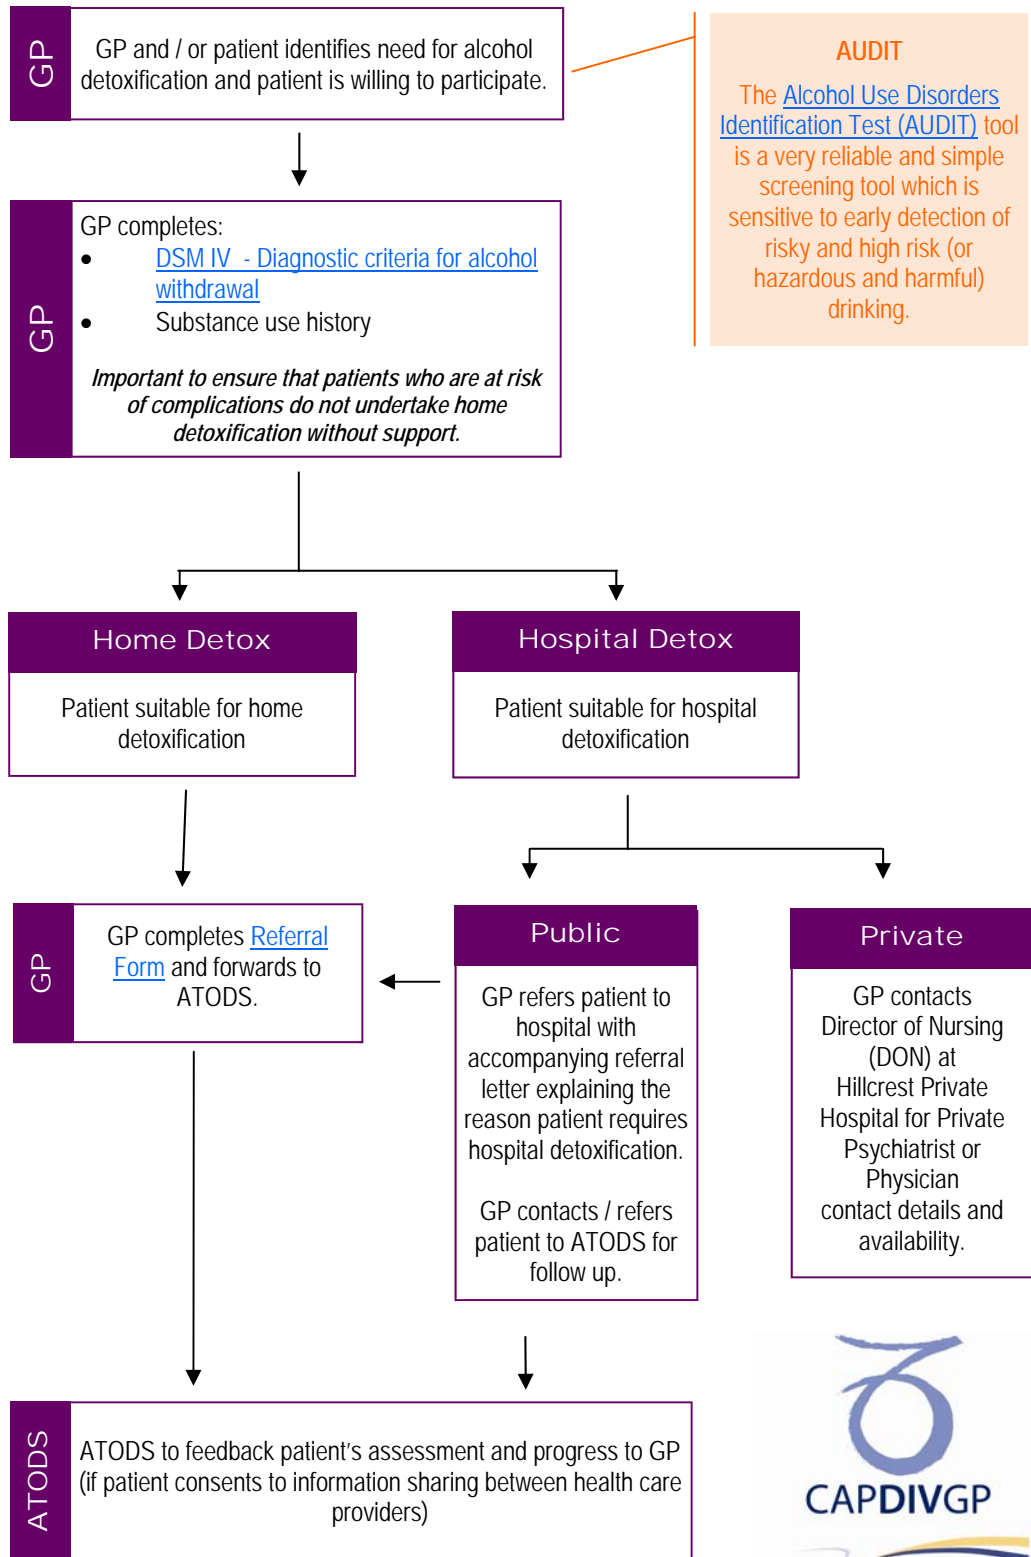 GP
GP and / or patient identifies need for alcohol
detoxification and patient is willing to participate.
AUDIT
The Alcohol Use Disorders
Identification Test (AUDIT) tool
is a very reliable and simple
screening tool which is
sensitive to early detection of
risky and high risk (or
hazardous and harmful)
drinking.
GP
GP completes:
• DSM IV - Diagnostic criteria for alcohol
withdrawal
• Substance use history
Important to ensure that patients who are at risk
of complications do not undertake home
detoxification without support.
Home Detox
Patient suitable for home
detoxification
Hospital Detox
Patient suitable for hospital
detoxification
GP
GP completes Referral
Form and forwards to
ATODS.
Public
GP refers patient to
hospital with
accompanying referral
letter explaining the
reason patient requires
hospital detoxification.
GP contacts / refers
patient to ATODS for
follow up.
Private
GP contacts
Director of Nursing
(DON) at
Hillcrest Private
Hospital for Private
Psychiatrist or
Physician
contact details and
availability.
ATODS
ATODS to feedback patient's assessment and progress to GP
(if patient consents to information sharing between health care
providers)
CAPDIVGP